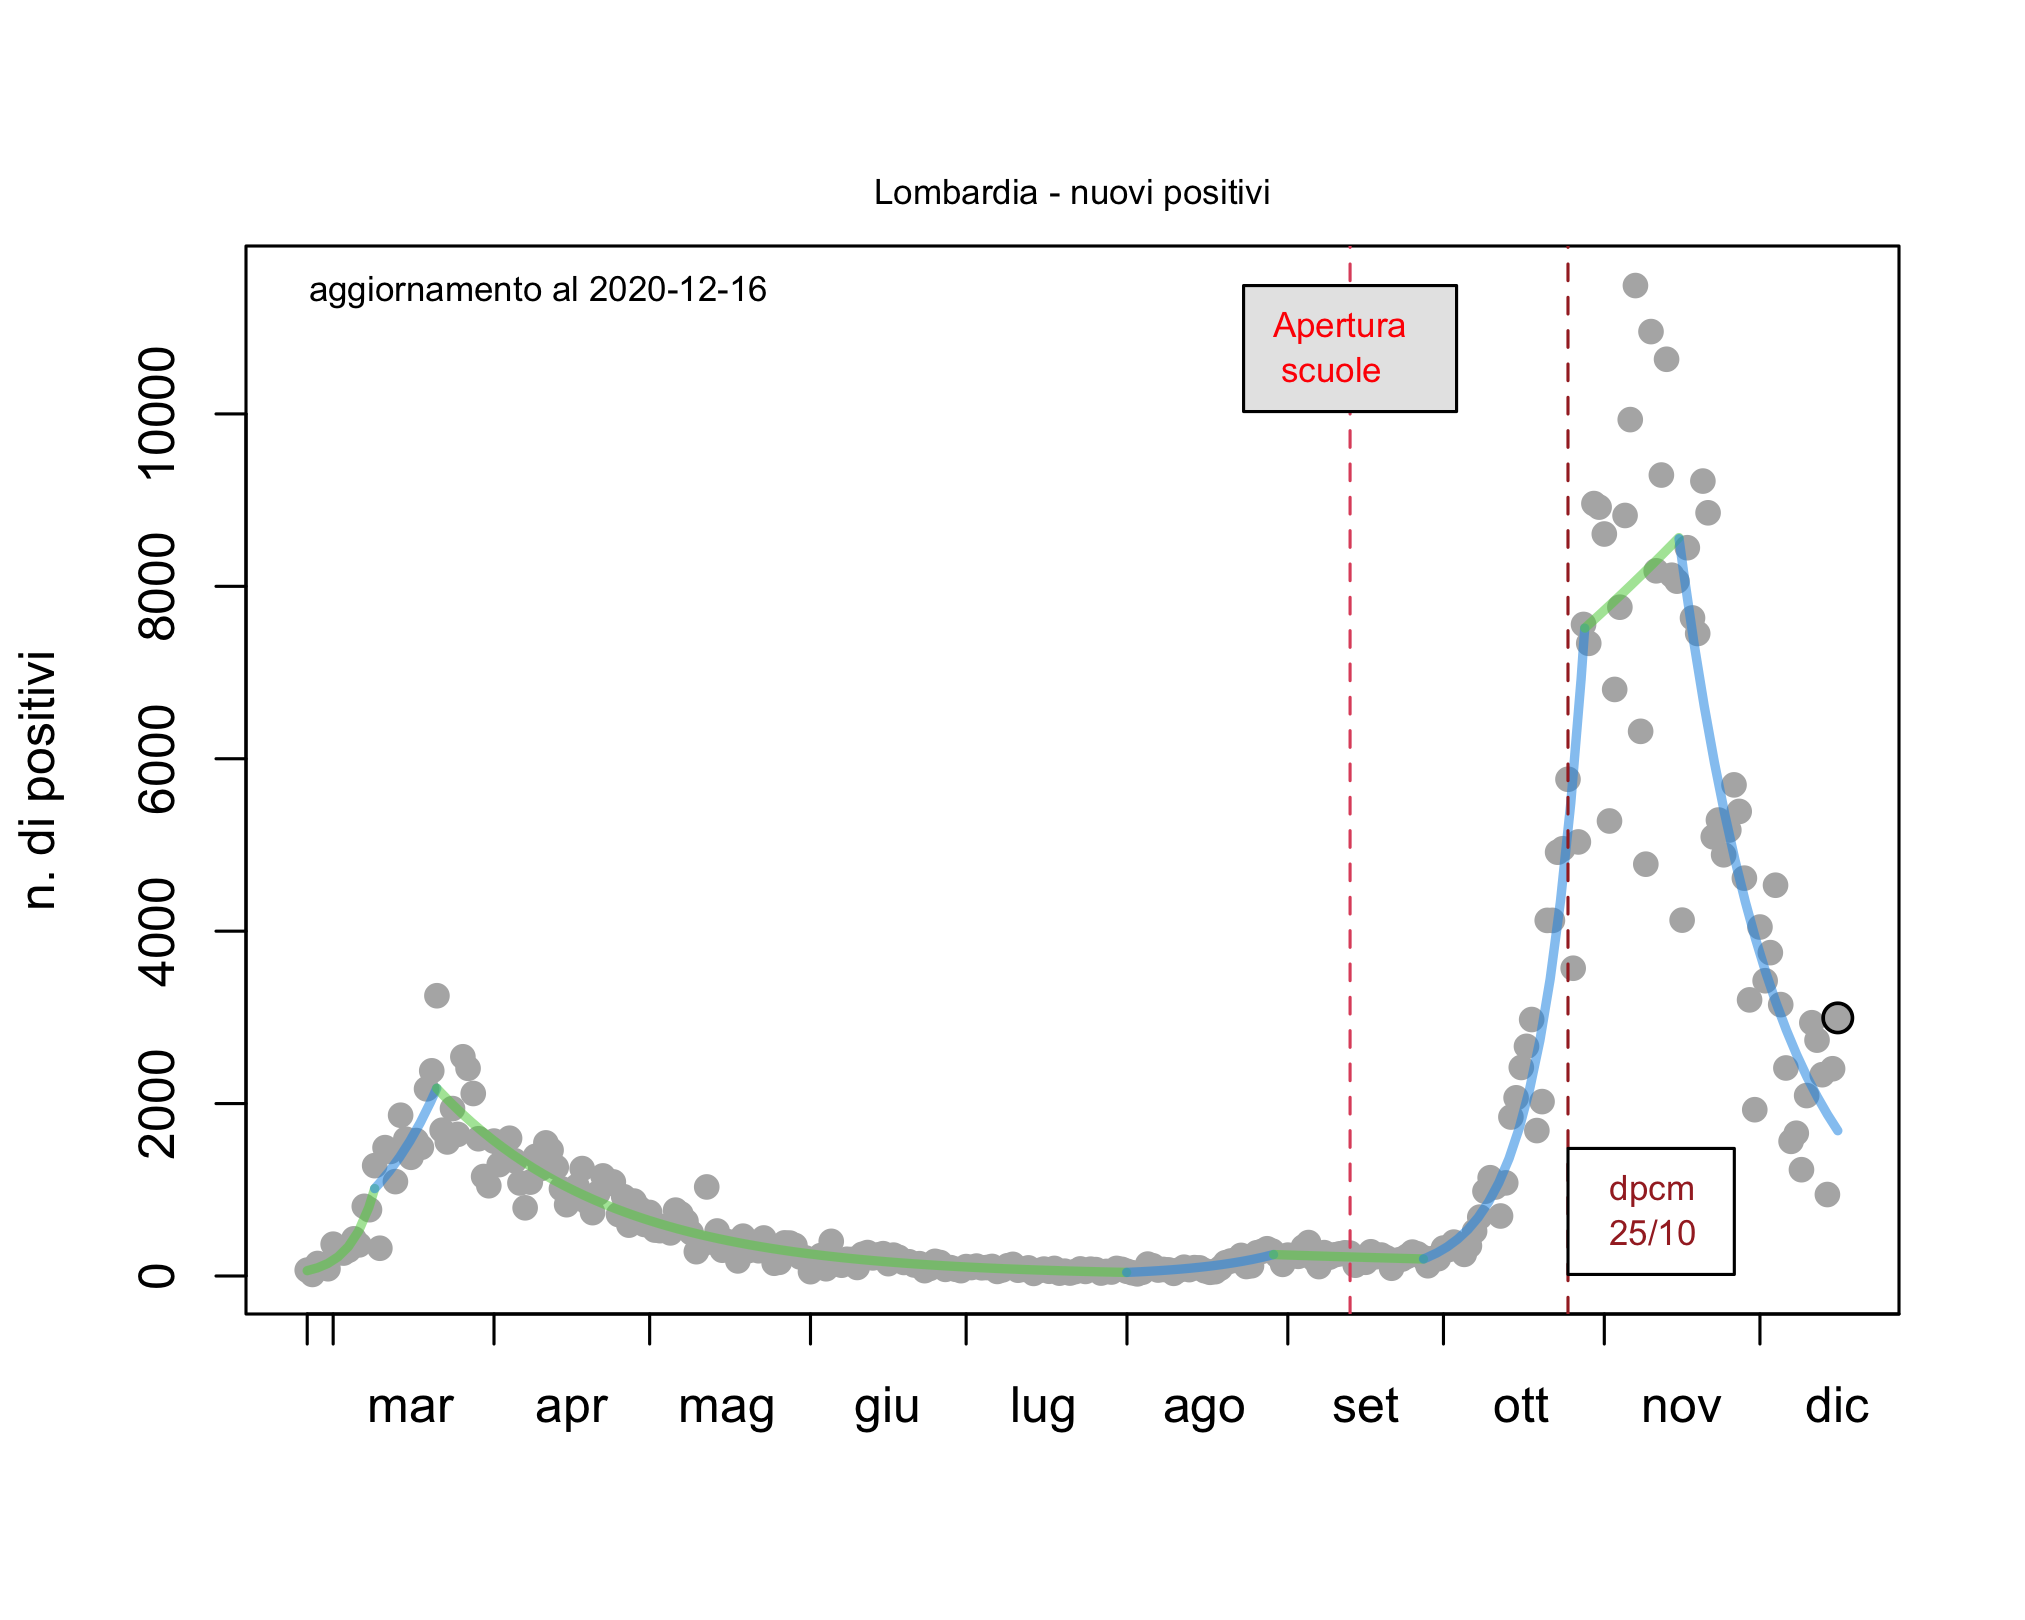 Lombardia - nuovi positivi
aggiornamento al 2020-12-16
Apertura
scuole
n. di positivi
10000
8000
6000
4000
2000
0
dpcm
25/10
mar apr mag giu lug ago set ott nov dic